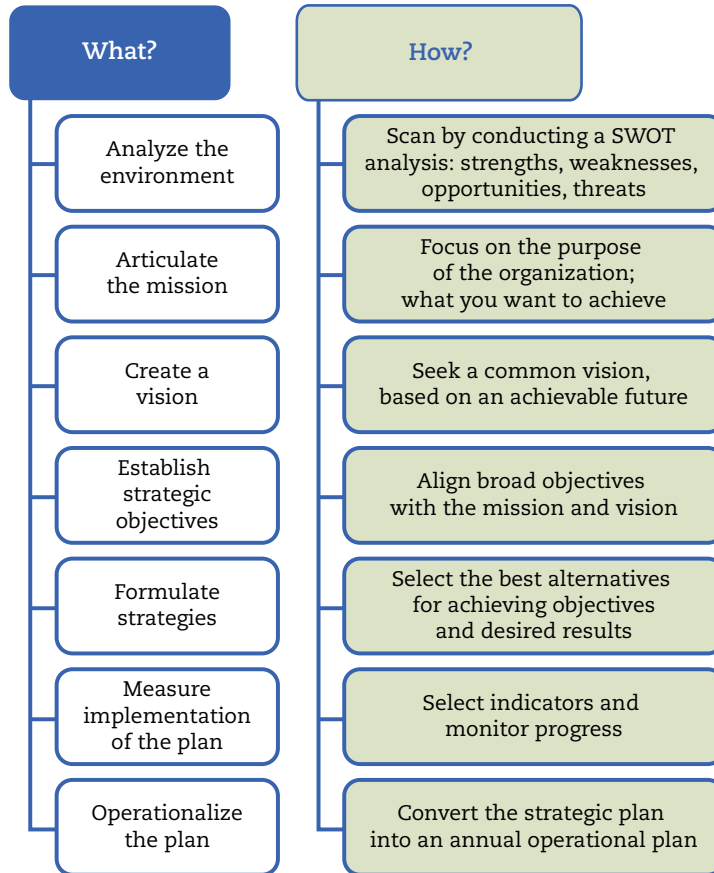 What?
How?
Analyze the
environment
Scan by conducting a SWOT
analysis: strengths, weaknesses,
opportunities, threats
Articulate
the mission
Focus on the purpose
of the organization;
what you want to achieve
Create a
vision
Seek a common vision,
based on an achievable future
Establish
strategic
objectives
Align broad objectives
with the mission and vision
Formulate
strategies
Select the best alternatives
for achieving objectives
and desired results
Measure
implementation
of the plan
Select indicators and
monitor progress
Operationalize
the plan
Convert the strategic plan
into an annual operational plan